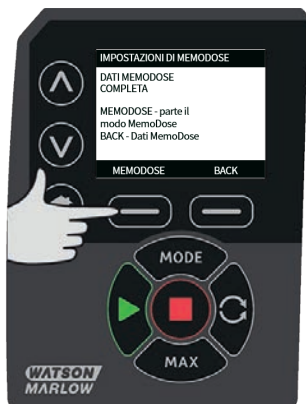 IMPOSTAZIONI DI MEMODOSE
DATI MEMODOSE
COMPLETA
MEMODOSE - parte il
modo MemoDose
BACK - Dati MemoDose
MEMODOSE BACK
MODE
MAX
WATSON
MARLOW